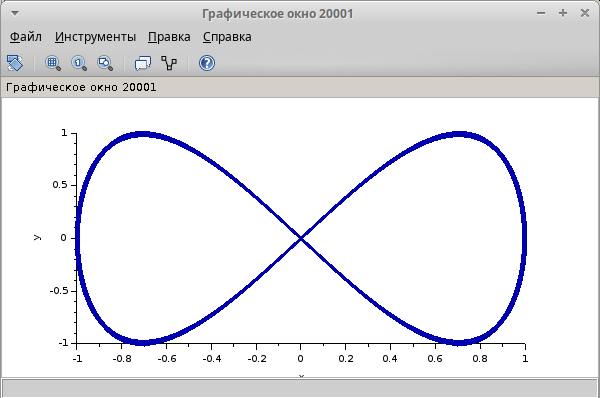 Графическое окно 20001
Файл Инструменты Правка Справка
Графическое окно 20001
1
0.5
0
-0.5
-1
y
-1 -0.8 -0.6 -0.4 -0.2 0 0.2 0.4 0.6 0.8 1